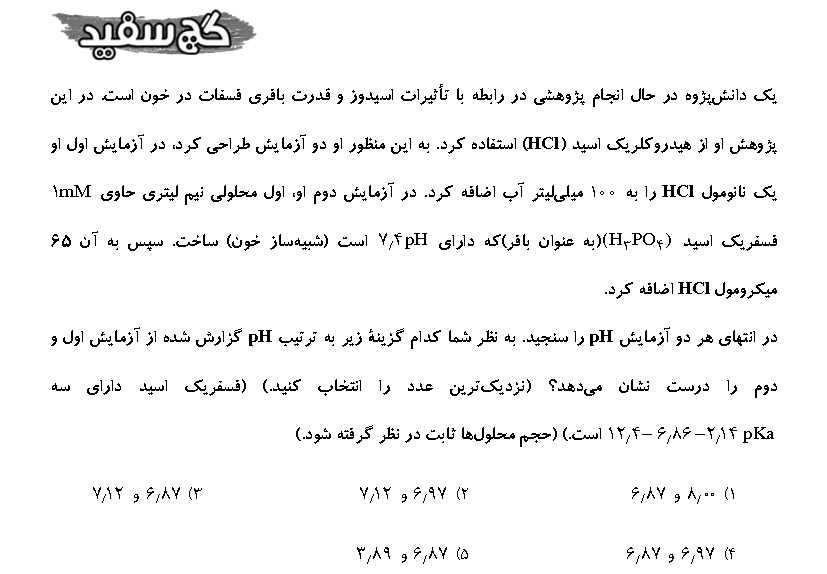 گچ سفید
یک دانش‌پژوه در حال انجام پژوهشی در رابطه با تأثیرات اسیدوز و قدرت بافری فسفات در خون است. در این
پژوهش او از هیدروکلریک اسید (HCl) استفاده کرد. به این منظور او دو آزمایش طراحی کرد، در آزمایش اول او
یک نانومول HCl را به ۱۰۰ میلی‌لیتر آب اضافه کرد. در آزمایش دوم او، اول محلولی نیم لیتری حاوی ۱mM
فسفریک اسید (H۳PO۴)(به عنوان بافر)که دارای ۷٫۴pH است (شبیه‌ساز خون) ساخت. سپس به آن ۶۵
میکرومول HCl اضافه کرد.
در انتهای هر دو آزمایش pH را سنجید. به نظر شما کدام گزینهٔ زیر به ترتیب pH گزارش شده از آزمایش اول و
دوم را درست نشان می‌دهد؟ (نزدیک‌ترین عدد را انتخاب کنید.) (فسفریک اسید دارای سه
pKa ۲٫۱۴–۶٫۸۶–۱۲٫۴ است.) (حجم محلول‌ها ثابت در نظر گرفته شود.)
۱) ۸٫۰۰ و ۶٫۸۷ ۲) ۶٫۹۷ و ۷٫۱۲ ۳) ۶٫۸۷ و ۷٫۱۲
۴) ۶٫۹۷ و ۶٫۸۷ ۵) ۶٫۸۷ و ۳٫۸۹